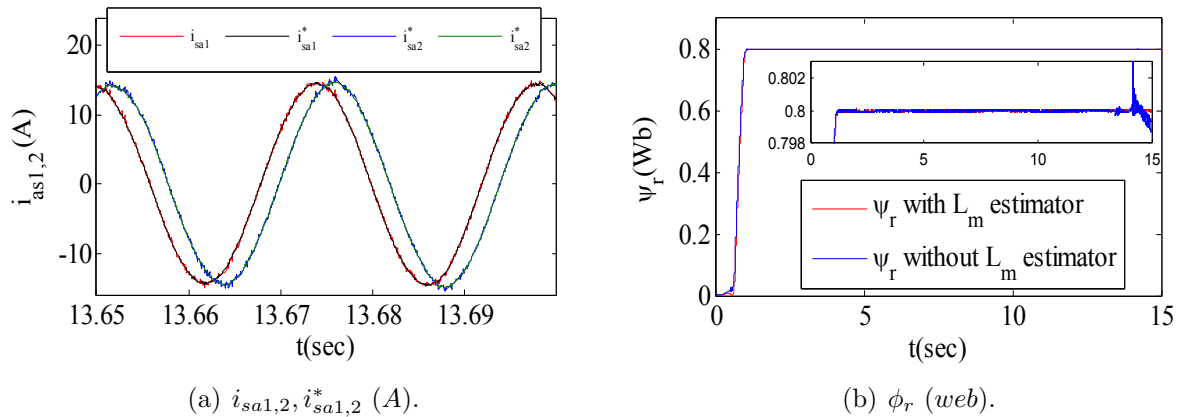 i_sa1 i*_sa1 i*_sa2 i*_sa2
20
10
0
-10
i_as1,2(A)
13.65 13.66 13.67 13.68 13.69
t(sec)
(a) i_sa1,2, i*_sa1,2 (A).
0.8
0.6
0.4
0.2
0
ψ_r(Wb)
0.802
0.8
0.798
0 5 10 15
ψ_r with L_m estimator
ψ_r without L_m estimator
0 5 10 15
t(sec)
(b) ϕ_r (web).